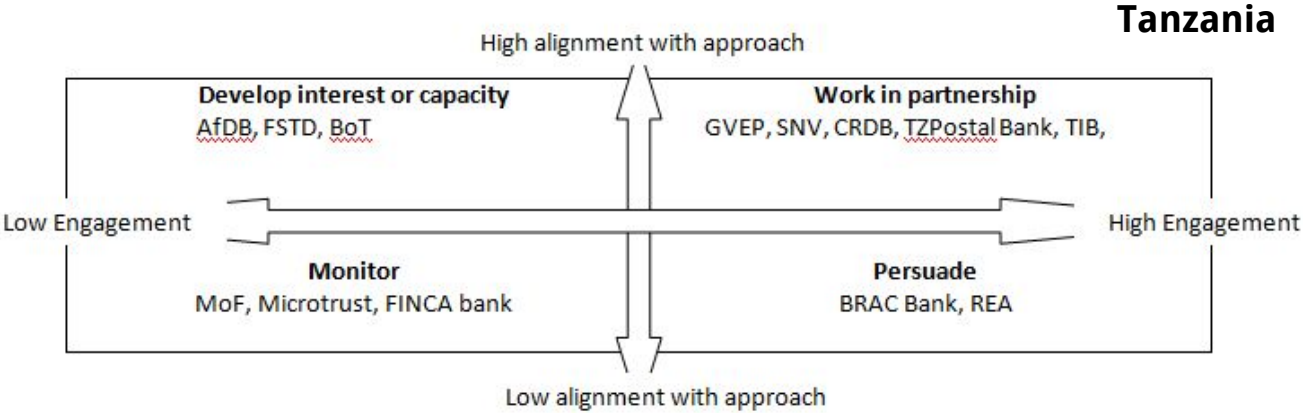 Tanzania
High alignment with approach
Develop interest or capacity
AfDB, FSTD, BoT
Work in partnership
GVEP, SNV, CRDB, TZPostal Bank, TIB,
Low Engagement
High Engagement
Monitor
MoF, Microtrust, FINCA bank
Persuade
BRAC Bank, REA
Low alignment with approach